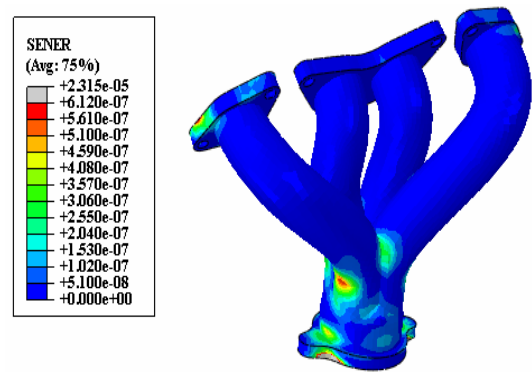 SENER
(Avg: 75%)
+2.315e-05
+6.120e-07
+5.610e-07
+5.100e-07
+4.590e-07
+4.080e-07
+3.570e-07
+3.060e-07
+2.550e-07
+2.040e-07
+1.530e-07
+1.020e-07
+5.100e-08
+0.000e+00